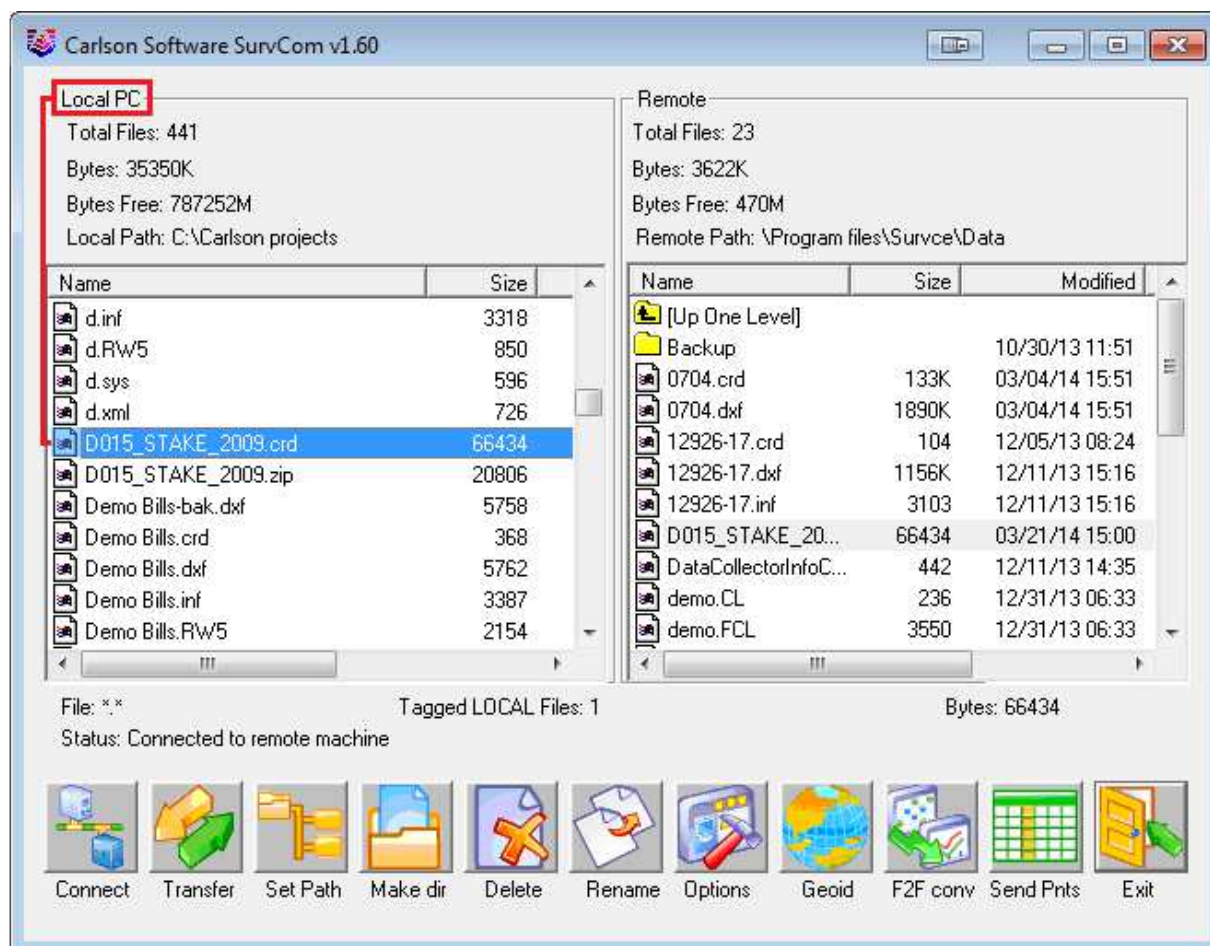 Carlson Software SurvCom v1.60
Local PC
Total Files: 441
Bytes: 35350K
Bytes Free: 787252M
Local Path: C:\Carlson projects
Name Size
d.inf 3318
d.RW5 850
d.sys 596
d.xml 726
D015_STAKE_2009.crd 66434
D015_STAKE_2009.zip 20806
Demo Bills-bak.dxf 5758
Demo Bills.crd 368
Demo Bills.dxf 5762
Demo Bills.inf 3387
Demo Bills.RW5 2154
Remote
Total Files: 23
Bytes: 3622K
Bytes Free: 470M
Remote Path: \Program files\Survce\Data
Name Size Modified
[Up One Level]
Backup 10/30/13 11:51
0704.crd 133K 03/04/14 15:51
0704.dxf 1890K 03/04/14 15:51
12926-17.crd 104 12/05/13 08:24
12926-17.dxf 1156K 12/11/13 15:16
12926-17.inf 3103 12/11/13 15:16
D015_STAKE_20... 66434 03/21/14 15:00
DataCollectorInfoC... 442 12/11/13 14:35
demo.CL 236 12/31/13 06:33
demo.FCL 3550 12/31/13 06:33
File: *.* Tagged LOCAL Files: 1 Bytes: 66434
Status: Connected to remote machine
Connect Transfer Set Path Make dir Delete Rename Options Geoid F2F conv Send Pnts Exit